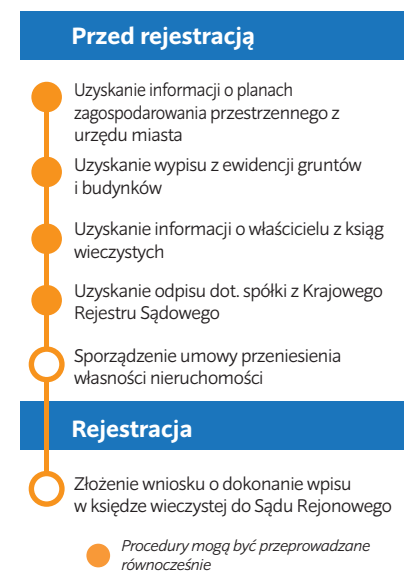 Przed rejestracją
Uzyskanie informacji o planach
zagospodarowania przestrzennego z
urzędu miasta
Uzyskanie wypisu z ewidencji gruntów
i budynków
Uzyskanie informacji o właścicielu z ksiąg
wieczystych
Uzyskanie odpisu dot. spółki z Krajowego
Rejestru Sądowego
Sporządzenie umowy przeniesienia
własności nieruchomości
Rejestracja
Złożenie wniosku o dokonanie wpisu
w księdze wieczystej do Sądu Rejonowego
Procedury mogą być przeprowadzane
równocześnie